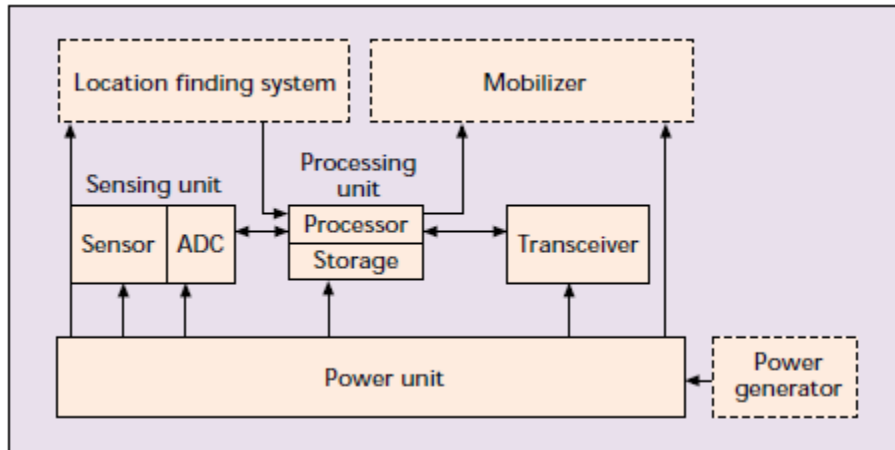 Location finding system
Mobilizer
Sensing unit
Processing
unit
Sensor
ADC
Processor
Storage
Transceiver
Power unit
Power
generator